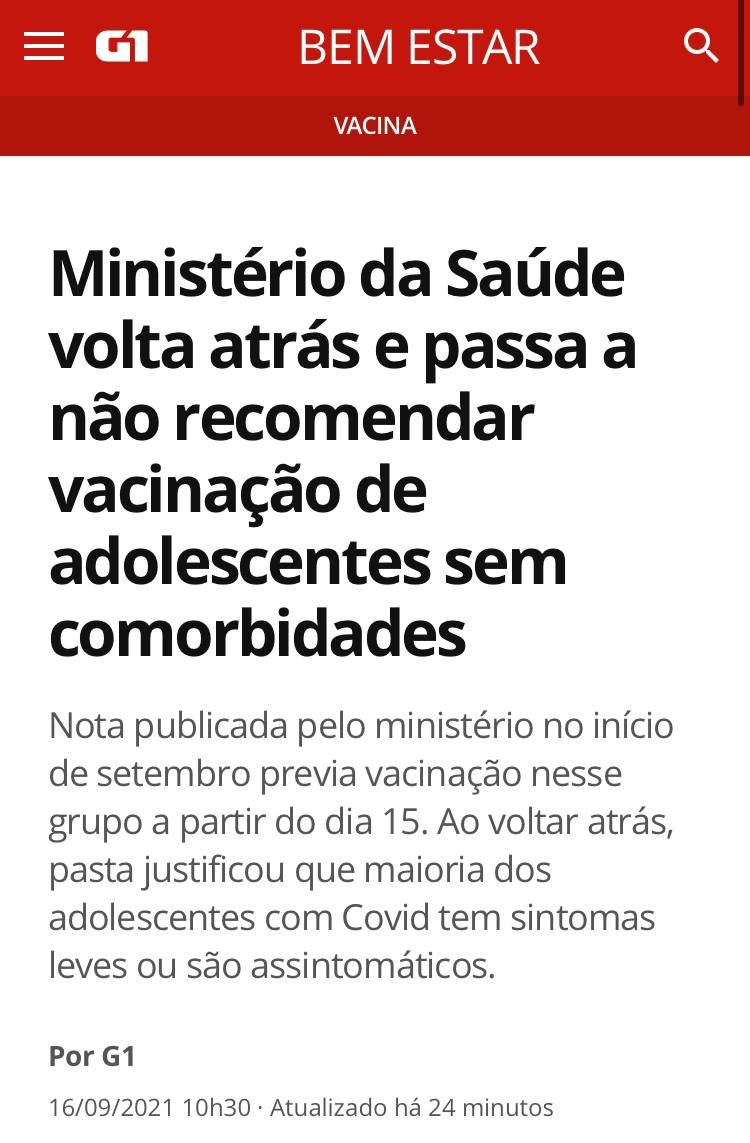 G1 BEM ESTAR
VACINA
Ministério da Saúde
volta atrás e passa a
não recomendar
vacinação de
adolescentes sem
comorbidades
Nota publicada pelo ministério no início
de setembro previa vacinação nesse
grupo a partir do dia 15. Ao voltar atrás,
pasta justificou que maioria dos
adolescentes com Covid tem sintomas
leves ou são assintomáticos.
Por G1
16/09/2021 10h30 · Atualizado há 24 minutos